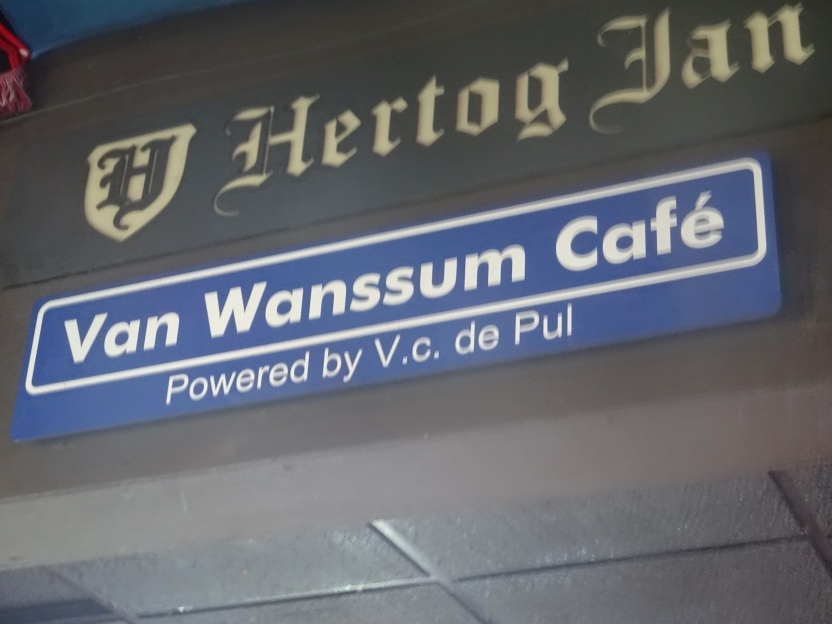 H Hertog Jan
Van Wanssum Café
Powered by V.c. de Pul